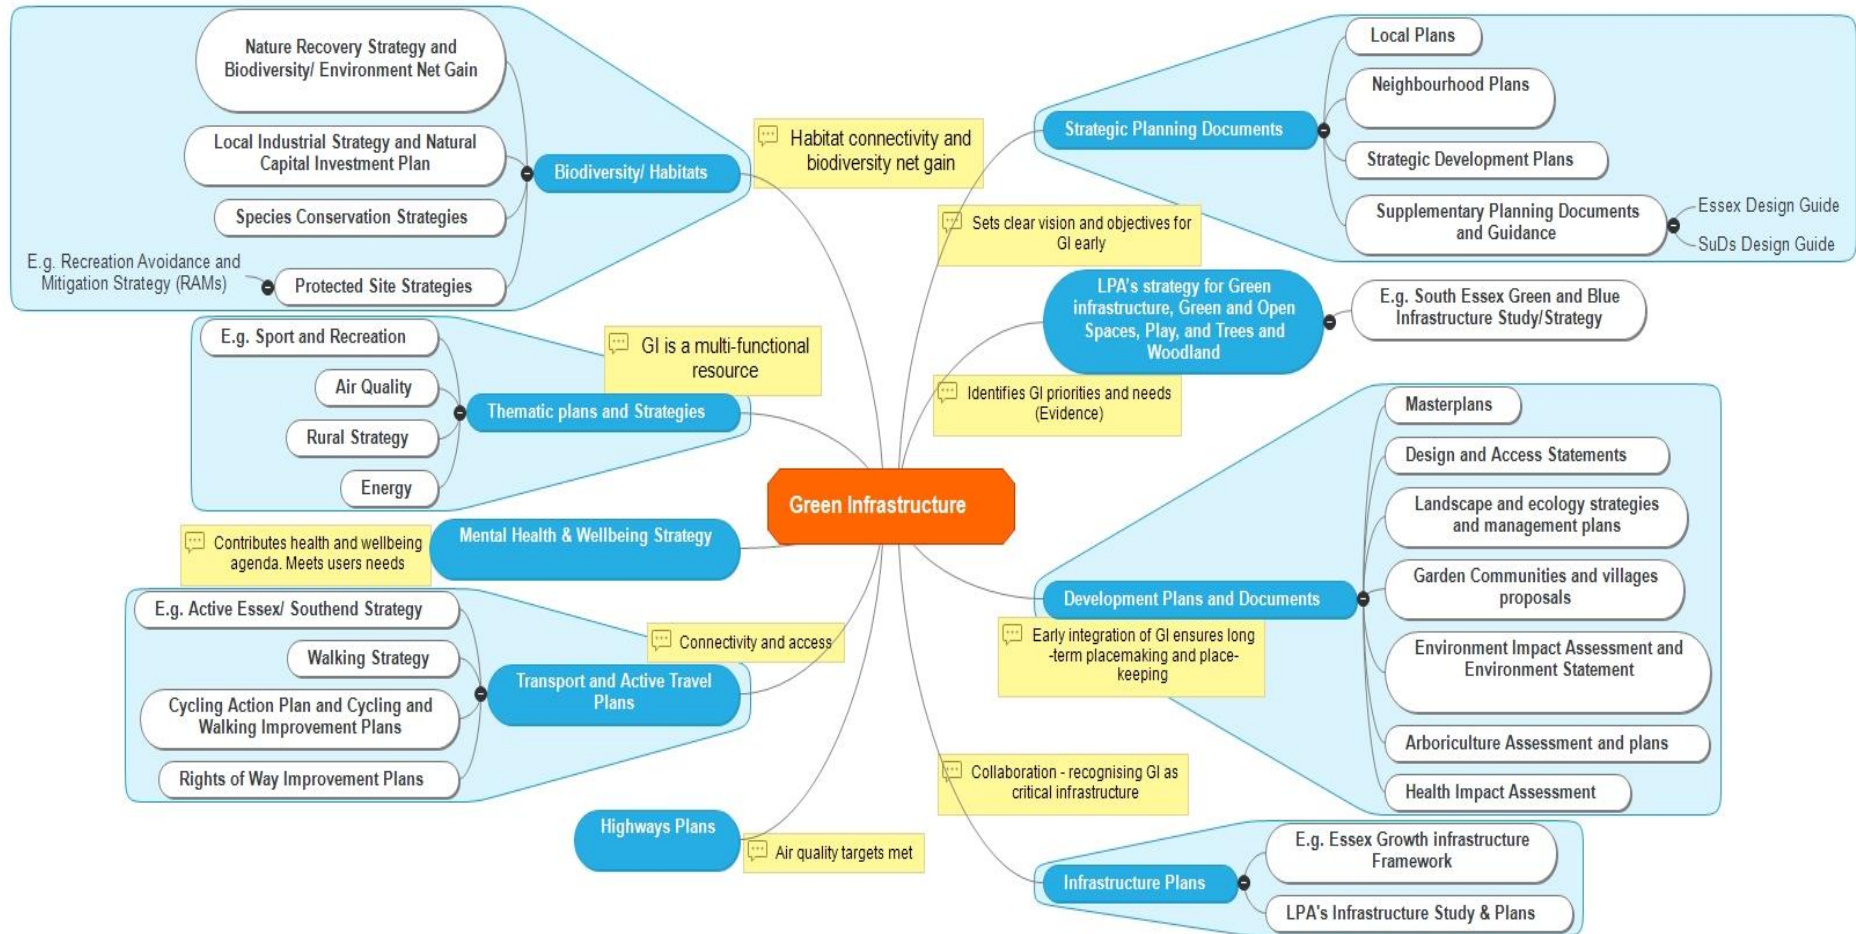 Nature Recovery Strategy and
Biodiversity/ Environment Net Gain
Local Industrial Strategy and Natural
Capital Investment Plan
Biodiversity/ Habitats
Species Conservation Strategies
E.g. Recreation Avoidance and
Mitigation Strategy (RAMs)
Protected Site Strategies
Habitat connectivity and
biodiversity net gain
E.g. Sport and Recreation
Air Quality
Rural Strategy
Energy
Thematic plans and Strategies
GI is a multi-functional
resource
Mental Health & Wellbeing Strategy
Contributes health and wellbeing
agenda. Meets users needs
E.g. Active Essex/ Southend Strategy
Walking Strategy
Cycling Action Plan and Cycling and
Walking Improvement Plans
Rights of Way Improvement Plans
Transport and Active Travel
Plans
Connectivity and access
Highways Plans
Air quality targets met
Green Infrastructure
Strategic Planning Documents
Local Plans
Neighbourhood Plans
Strategic Development Plans
Supplementary Planning Documents
and Guidance
Essex Design Guide
SuDs Design Guide
Sets clear vision and objectives for
GI early
LPA's strategy for Green
infrastructure, Green and Open
Spaces, Play, and Trees and
Woodland
E.g. South Essex Green and Blue
Infrastructure Study/Strategy
Identifies GI priorities and needs
(Evidence)
Development Plans and Documents
Masterplans
Design and Access Statements
Landscape and ecology strategies
and management plans
Garden Communities and villages
proposals
Environment Impact Assessment and
Environment Statement
Arboriculture Assessment and plans
Health Impact Assessment
Early integration of GI ensures long
-term placemaking and place-
keeping
Collaboration - recognising GI as
critical infrastructure
Infrastructure Plans
E.g. Essex Growth infrastructure
Framework
LPA's Infrastructure Study & Plans